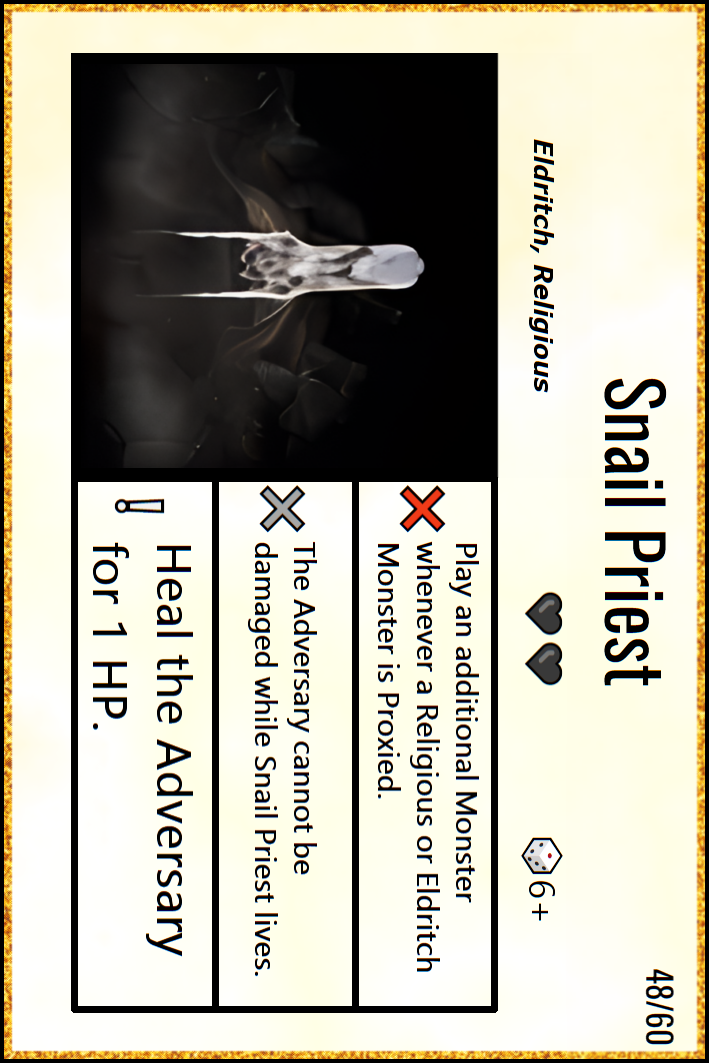 48/60
Snail Priest
Eldritch, Religious
6+
Play an additional Monster
whenever a Religious or Eldritch
Monster is Proxied.
The Adversary cannot be
damaged while Snail Priest lives.
Heal the Adversary
for 1 HP.